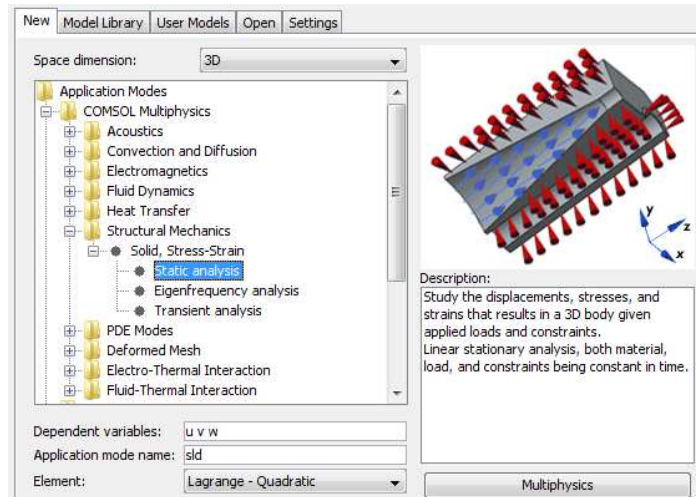 New
Model Library
User Models
Open
Settings
Space dimension:
3D
Application Modes
COMSOL Multiphysics
Acoustics
Convection and Diffusion
Electromagnetics
Fluid Dynamics
Heat Transfer
Structural Mechanics
Solid, Stress-Strain
Static analysis
Eigenfrequency analysis
Transient analysis
PDE Modes
Deformed Mesh
Electro-Thermal Interaction
Fluid-Thermal Interaction
Dependent variables:
u v w
Application mode name:
sld
Element:
Lagrange - Quadratic
y
z
x
Description:
Study the displacements, stresses, and
strains that results in a 3D body given
applied loads and constraints.
Linear stationary analysis, both material,
load, and constraints being constant in time.
Multiphysics